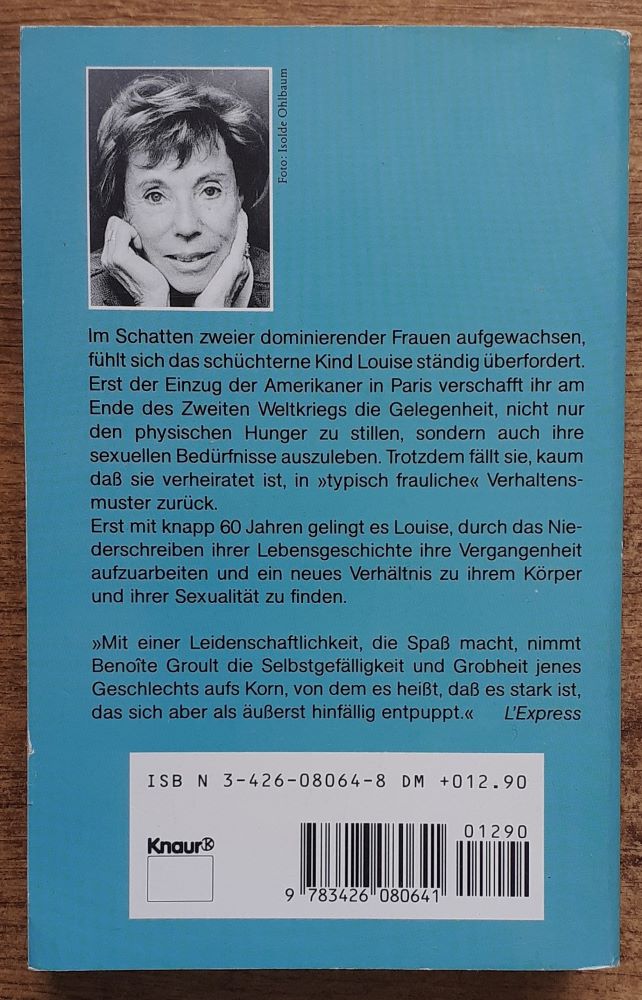 Foto: Isolde Ohlbaum
Im Schatten zweier dominierender Frauen aufgewachsen,
fühlt sich das schüchterne Kind Louise ständig überfordert.
Erst der Einzug der Amerikaner in Paris verschafft ihr am
Ende des Zweiten Weltkriegs die Gelegenheit, nicht nur
den physischen Hunger zu stillen, sondern auch ihre
sexuellen Bedürfnisse auszuleben. Trotzdem fällt sie, kaum
daß sie verheiratet ist, in »typisch frauliche« Verhaltens-
muster zurück.
Erst mit knapp 60 Jahren gelingt es Louise, durch das Nie-
derschreiben ihrer Lebensgeschichte ihre Vergangenheit
aufzuarbeiten und ein neues Verhältnis zu ihrem Körper
und ihrer Sexualität zu finden.
»Mit einer Leidenschaftlichkeit, die Spaß macht, nimmt
Benoîte Groult die Selbstgefälligkeit und Grobheit jenes
Geschlechts aufs Korn, von dem es heißt, daß es stark ist,
das sich aber als äußerst hinfällig entpuppt.« L'Express
ISB N 3-426-08064-8 DM +012.90
Knaur K
01290
9 783426 080641